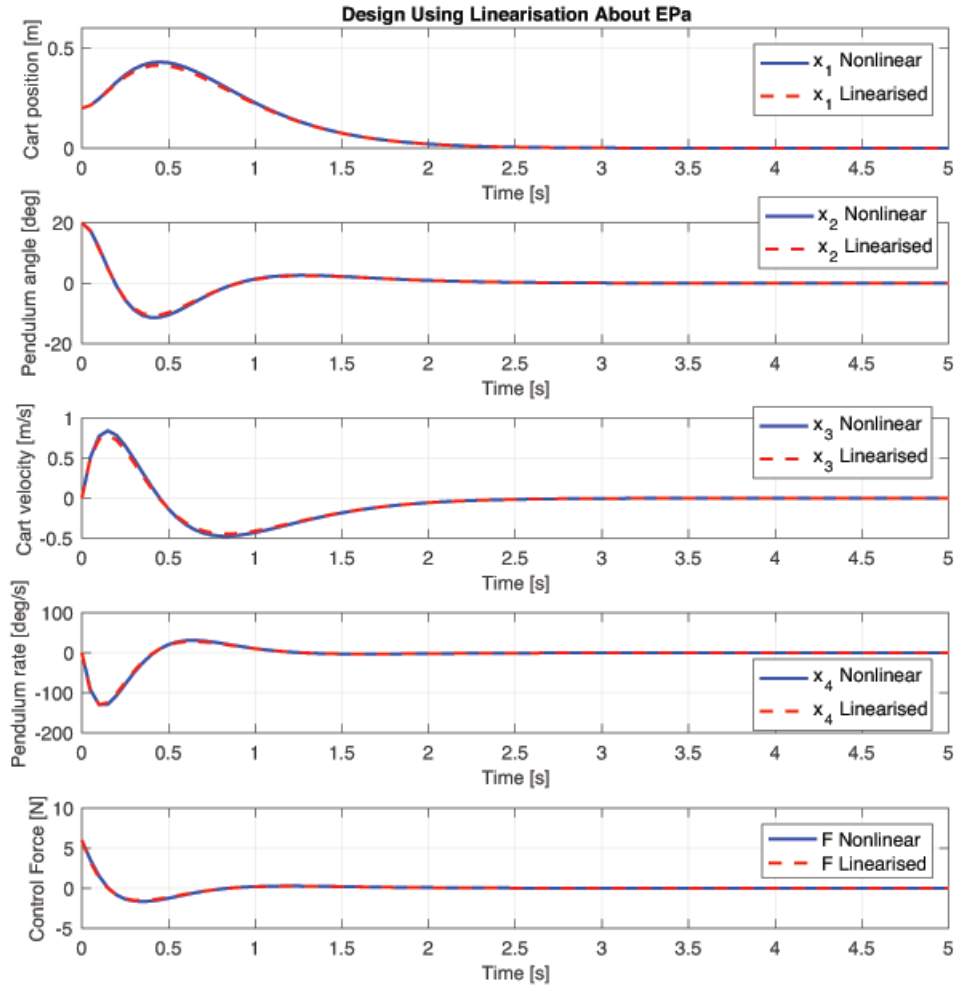 Design Using Linearisation About EPa
Cart position [m]
0.5
0
x1 Nonlinear
x1 Linearised
0 0.5 1 1.5 2 2.5 3 3.5 4 4.5 5
Time [s]
Pendulum angle [deg]
20
0
-20
x2 Nonlinear
x2 Linearised
0 0.5 1 1.5 2 2.5 3 3.5 4 4.5 5
Time [s]
Cart velocity [m/s]
1
0.5
0
-0.5
x3 Nonlinear
x3 Linearised
0 0.5 1 1.5 2 2.5 3 3.5 4 4.5 5
Time [s]
Pendulum rate [deg/s]
100
0
-100
-200
x4 Nonlinear
x4 Linearised
0 0.5 1 1.5 2 2.5 3 3.5 4 4.5 5
Time [s]
Control Force [N]
10
5
0
-5
F Nonlinear
F Linearised
0 0.5 1 1.5 2 2.5 3 3.5 4 4.5 5
Time [s]